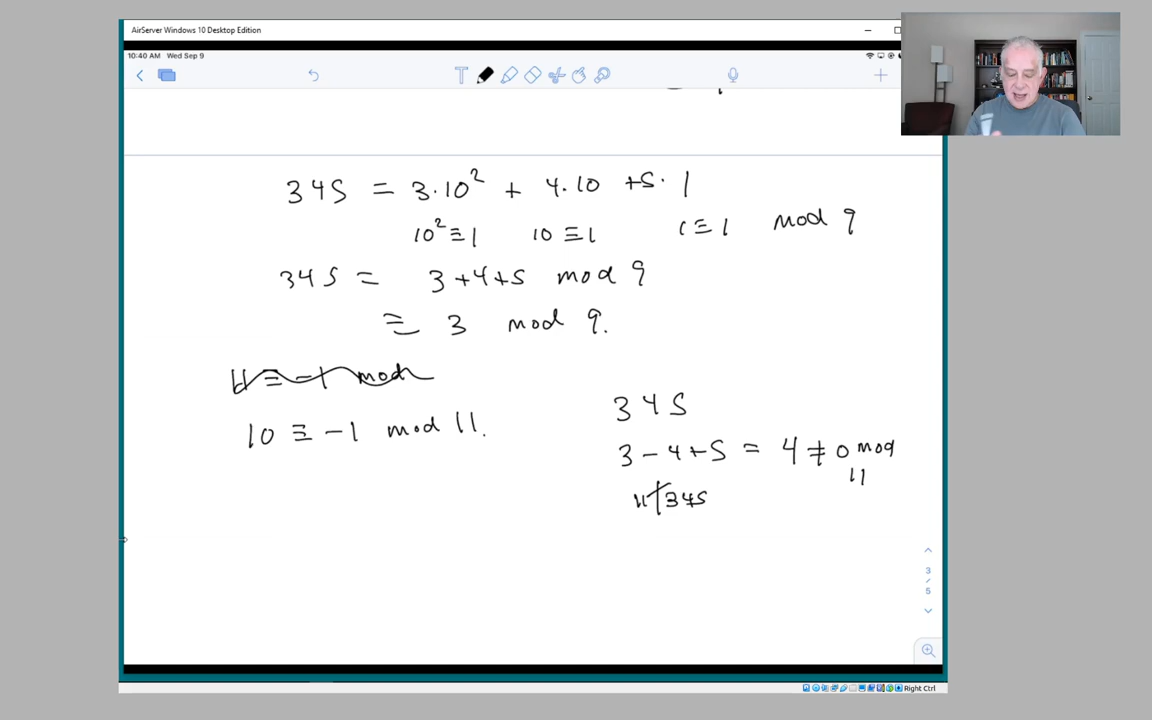 AirServer Windows 10 Desktop Edition
10:40 AM Wed Sep 9
345 = 3·10² + 4·10 + 5·1
10² ≡ 1 10 ≡ 1 1 ≡ 1 mod 9
345 = 3+4+5 mod 9
≡ 3 mod 9.
11 ≡ -1 mod
10 ≡ -1 mod 11.
345
3-4+5 = 4 ≠ 0 mod
11
11∤345
3
/
5
Right Ctrl